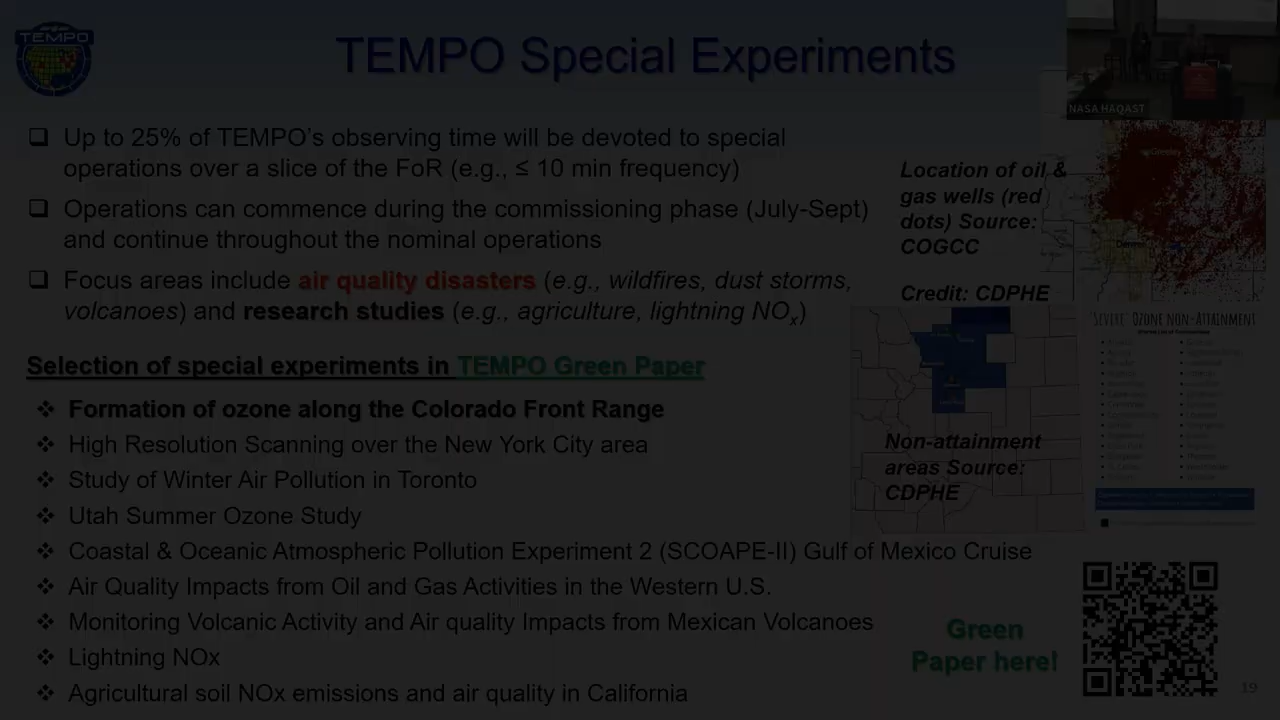 TEMPO
TEMPO Special Experiments
NASA HAQAST
❑ Up to 25% of TEMPO's observing time will be devoted to special
operations over a slice of the FoR (e.g., ≤ 10 min frequency)
❑ Operations can commence during the commissioning phase (July-Sept)
and continue throughout the nominal operations
❑ Focus areas include air quality disasters (e.g., wildfires, dust storms,
volcanoes) and research studies (e.g., agriculture, lightning NOx)
Location of oil &
gas wells (red
dots) Source:
COGCC
Credit: CDPHE
Severe Ozone non-Attainment
Non-attainment
areas Source:
CDPHE
Selection of special experiments in TEMPO Green Paper
❖ Formation of ozone along the Colorado Front Range
❖ High Resolution Scanning over the New York City area
❖ Study of Winter Air Pollution in Toronto
❖ Utah Summer Ozone Study
❖ Coastal & Oceanic Atmospheric Pollution Experiment 2 (SCOAPE-II) Gulf of Mexico Cruise
❖ Air Quality Impacts from Oil and Gas Activities in the Western U.S.
❖ Monitoring Volcanic Activity and Air quality Impacts from Mexican Volcanoes
❖ Lightning NOx
❖ Agricultural soil NOx emissions and air quality in California
Green
Paper here!
19